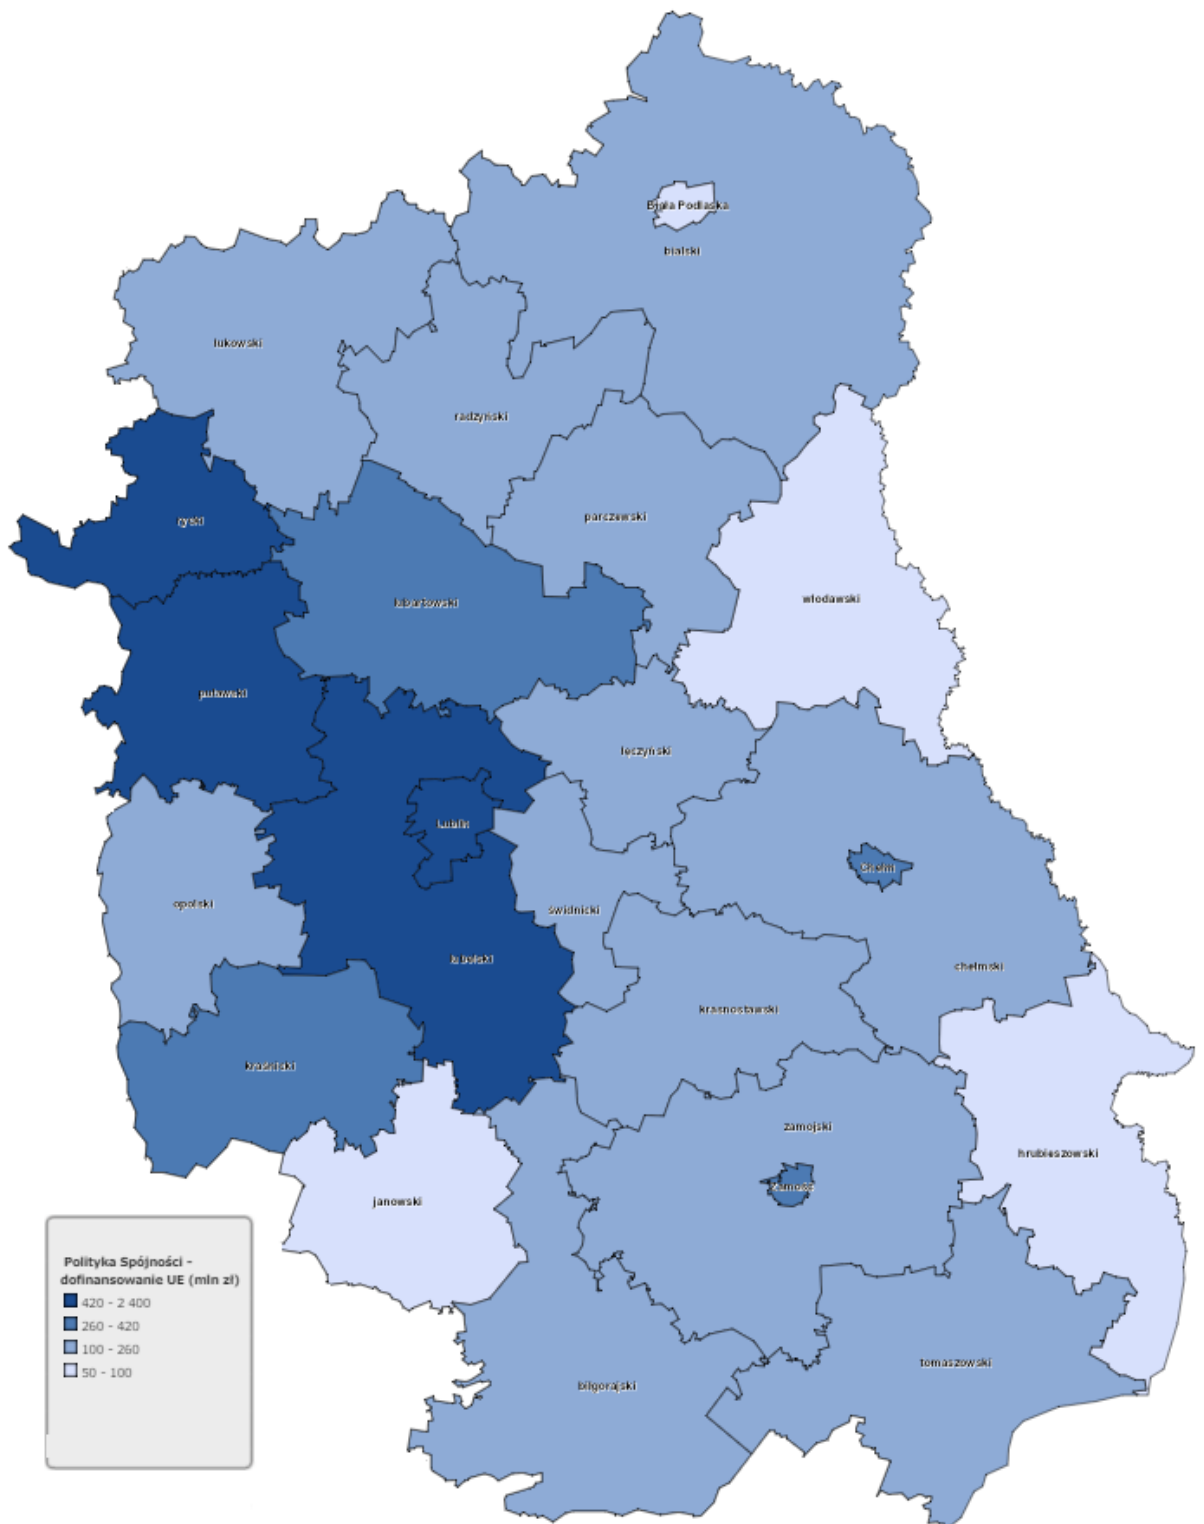 Biała Podlaska
bialski
łukowski
radzyński
rycki
parczewski
lubartowski
włodawski
puławski
łęczyński
Lublin
Chełm
opolski
świdnicki
lubelski
chełmski
krasnostawski
kraśnicki
zamojski
hrubieszowski
Zamość
janowski
Polityka Spójności -
dofinansowanie UE (mln zł)
420 - 2 400
260 - 420
100 - 260
50 - 100
tomaszowski
biłgorajski